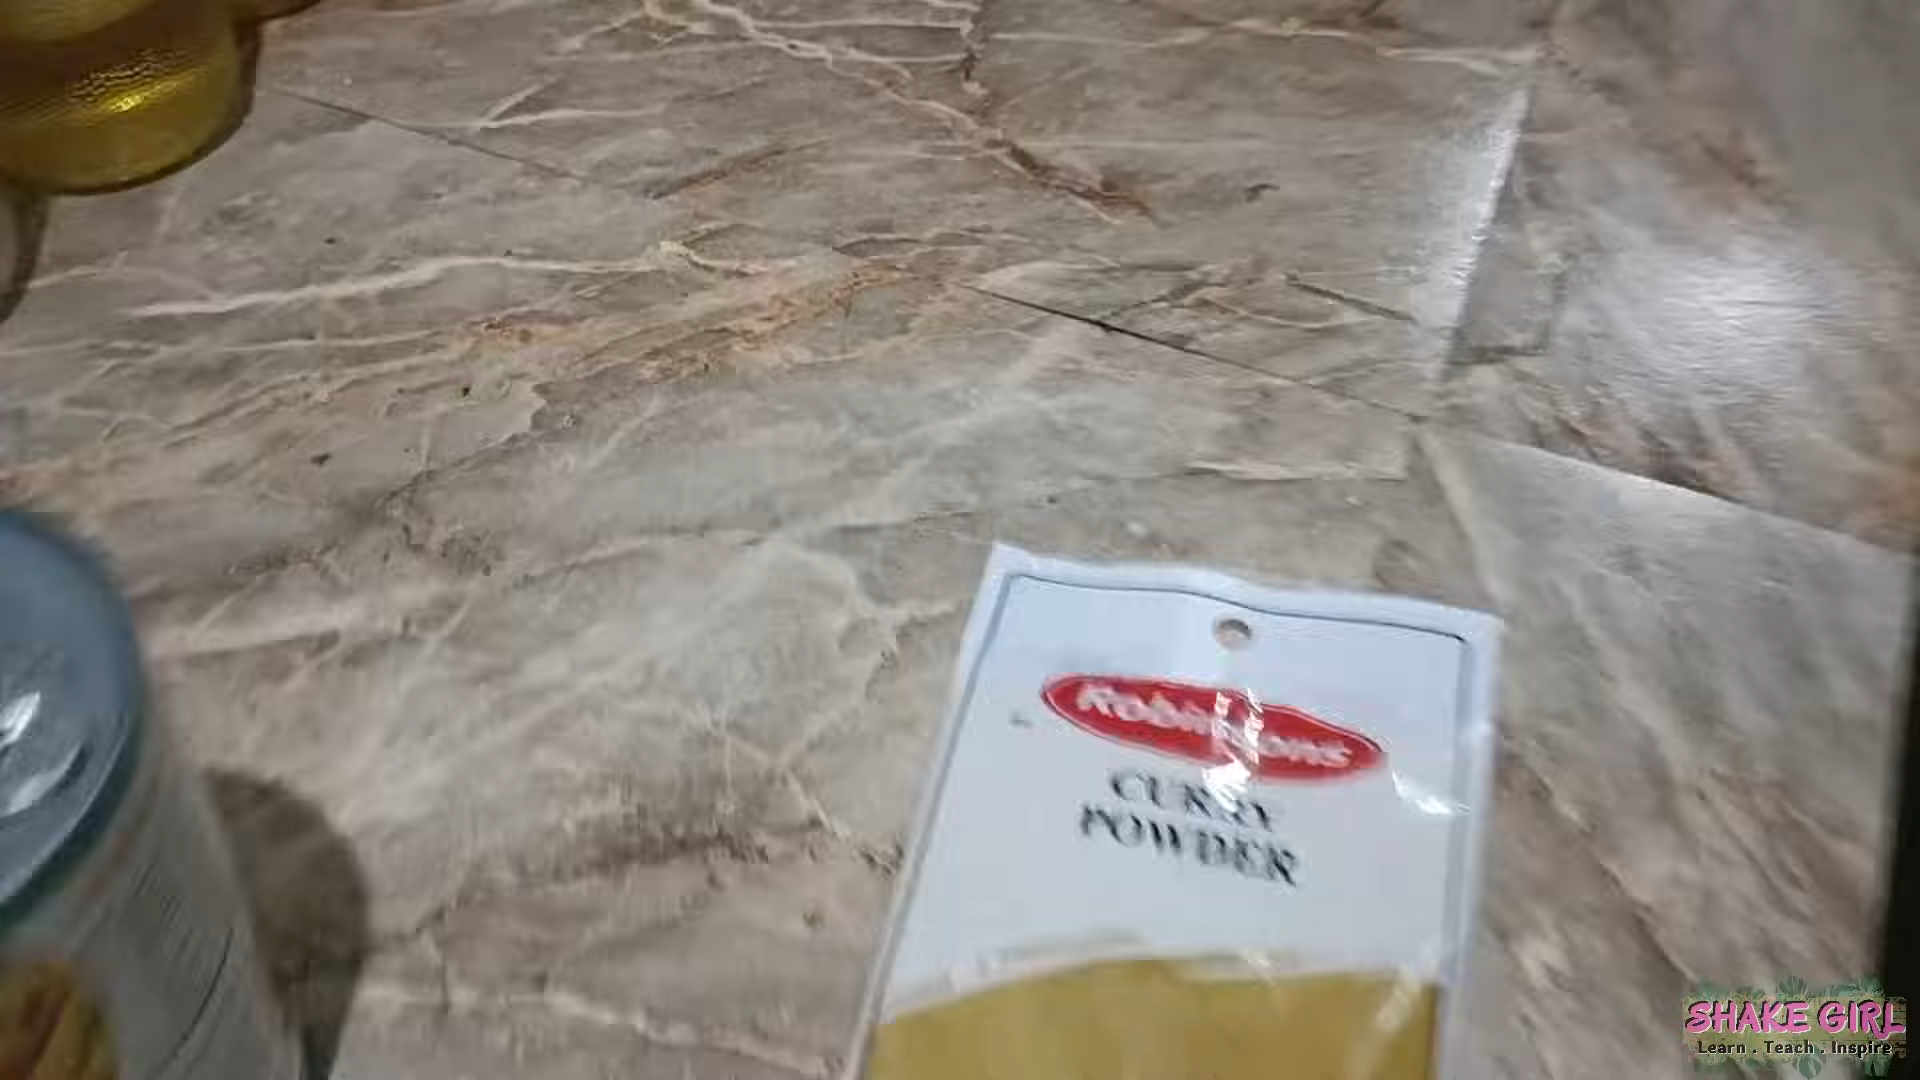 Robinsons
CURRY
POWDER
SHAKE GIRL
Learn . Teach . Inspire